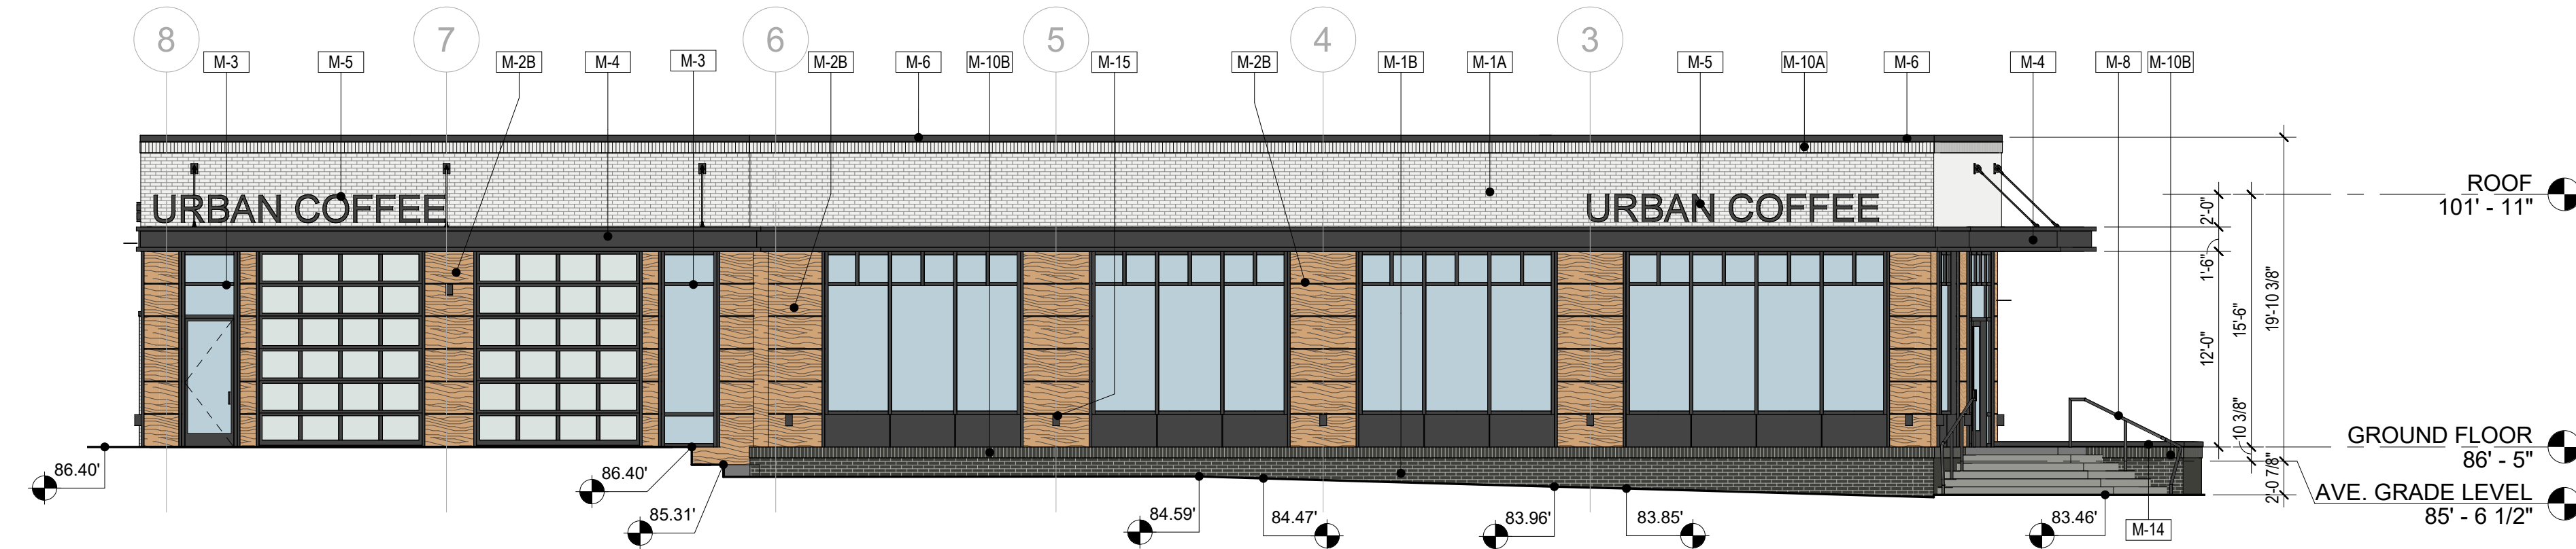 8
7
6
5
4
3
M-3
M-5
M-2B
M-4
M-3
M-2B
M-6
M-10B
M-15
M-2B
M-1B
M-1A
M-5
M-10A
M-6
M-4
M-8
M-10B
URBAN COFFEE
URBAN COFFEE
ROOF
101' - 11"
2'-0"
1'-6"
12'-0"
15'-6"
19'-10 3/8"
10 3/8"
2'-0 7/8"
GROUND FLOOR
86' - 5"
AVE. GRADE LEVEL
85' - 6 1/2"
86.40'
86.40'
85.31'
84.59'
84.47'
83.96'
83.85'
83.46'
M-14